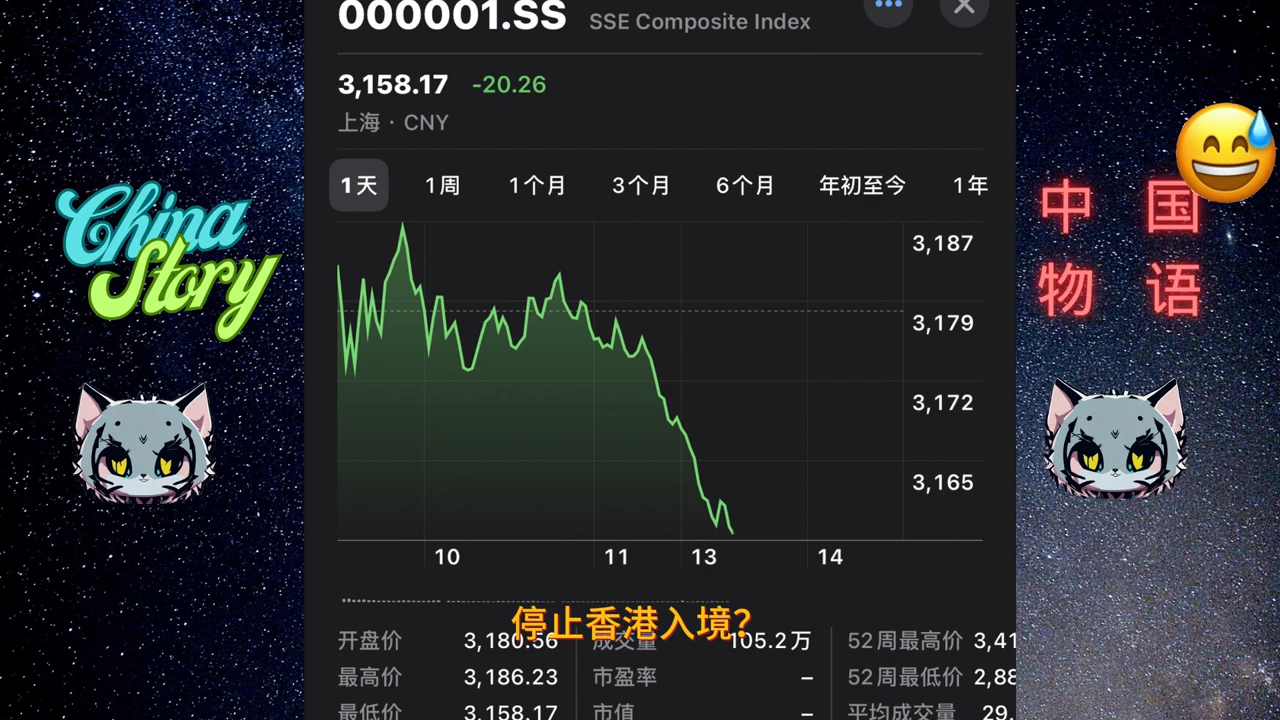 000001.SS SSE Composite Index
3,158.17 -20.26
上海 · CNY
1天 1周 1个月 3个月 6个月 年初至今 1年
China
Story
中 国
物 语
3,187
3,179
3,172
3,165
10 11 13 14
停止香港入境?
开盘价 3,180.56 成交量 105.2万 52周最高价 3,41
最高价 3,186.23 市盈率 – 52周最低价 2,88
最低价 3,158.17 市值 – 平均成交量 29.